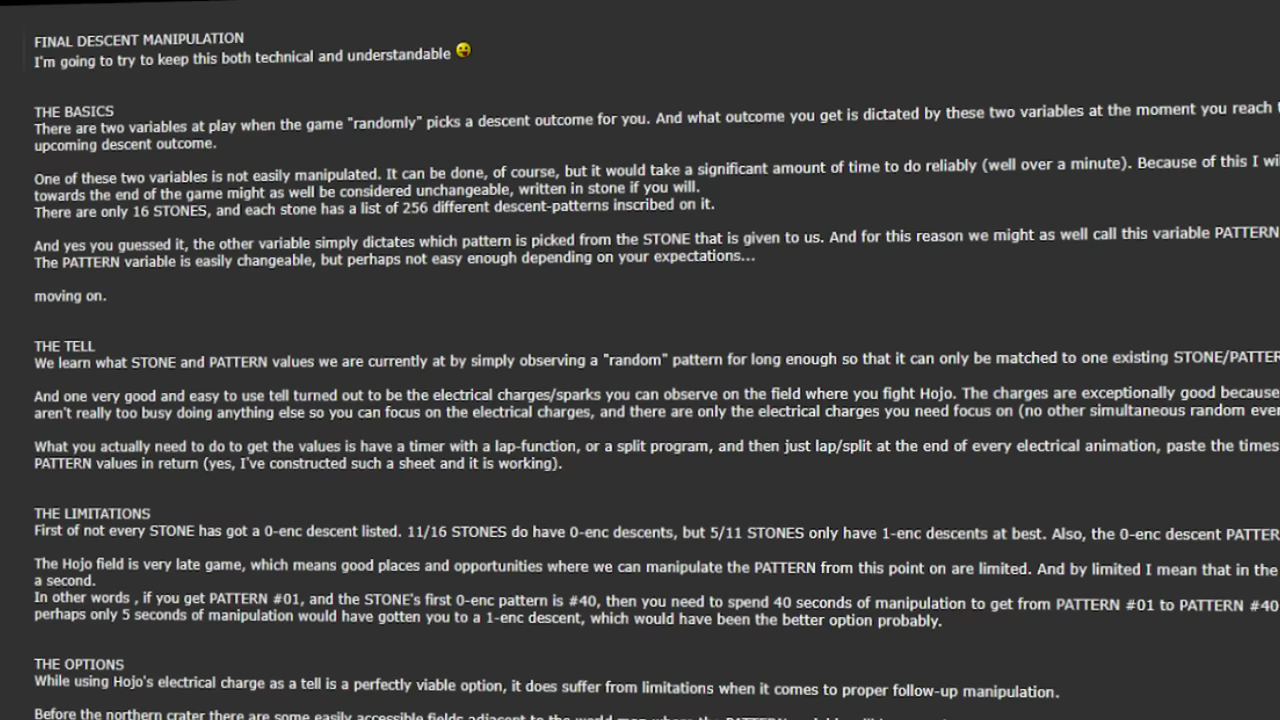 FINAL DESCENT MANIPULATION
I'm going to try to keep this both technical and understandable
THE BASICS
There are two variables at play when the game "randomly" picks a descent outcome for you. And what outcome you get is dictated by these two variables at the moment you reach
upcoming descent outcome.
One of these two variables is not easily manipulated. It can be done, of course, but it would take a significant amount of time to do reliably (well over a minute). Because of this I
towards the end of the game might as well be considered unchangeable, written in stone if you will.
There are only 16 STONES, and each stone has a list of 256 different descent-patterns inscribed on it.
And yes you guessed it, the other variable simply dictates which pattern is picked from the STONE that is given to us. And for this reason we might as well call this variable PATTERN
The PATTERN variable is easily changeable, but perhaps not easy enough depending on your expectations...
moving on.
THE TELL
We learn what STONE and PATTERN values we are currently at by simply observing a "random" pattern for long enough so that it can only be matched to one existing
And one very good and easy to use tell turned out to be the electrical charges/sparks you can observe on the field where you fight Hojo. The charges are exceptionally good because
aren't really too busy doing anything else so you can focus on the electrical charges, and there are only the electrical charges you need focus on (no other simultaneous random
What you actually need to do to get the values is have a timer with a lap-function, or a split program, and then just lap/split at the end of every electrical animation, paste the times
PATTERN values in return (yes, I've constructed such a sheet and it is working).
THE LIMITATIONS
First of not every STONE has got a 0-enc descent listed. 11/16 STONES do have 0-enc descents, but 5/11 STONES only have 1-enc descents at best. Also, the 0-enc descent
The Hojo field is very late game, which means good places and opportunities where we can manipulate the PATTERN from this point on are limited. And by limited I mean that in the
a second.
In other words , if you get PATTERN #01, and the STONE's first 0-enc pattern is #40, then you need to spend 40 seconds of manipulation to get from PATTERN #01 to PATTERN #40
perhaps only 5 seconds of manipulation would have gotten you to a 1-enc descent, which would have been the better option probably.
THE OPTIONS
While using Hojo's electrical charge as a tell is a perfectly viable option, it does suffer from limitations when it comes to proper follow-up manipulation.
Before the northern crater there are some easily accessible fields adjacent to the world map where the